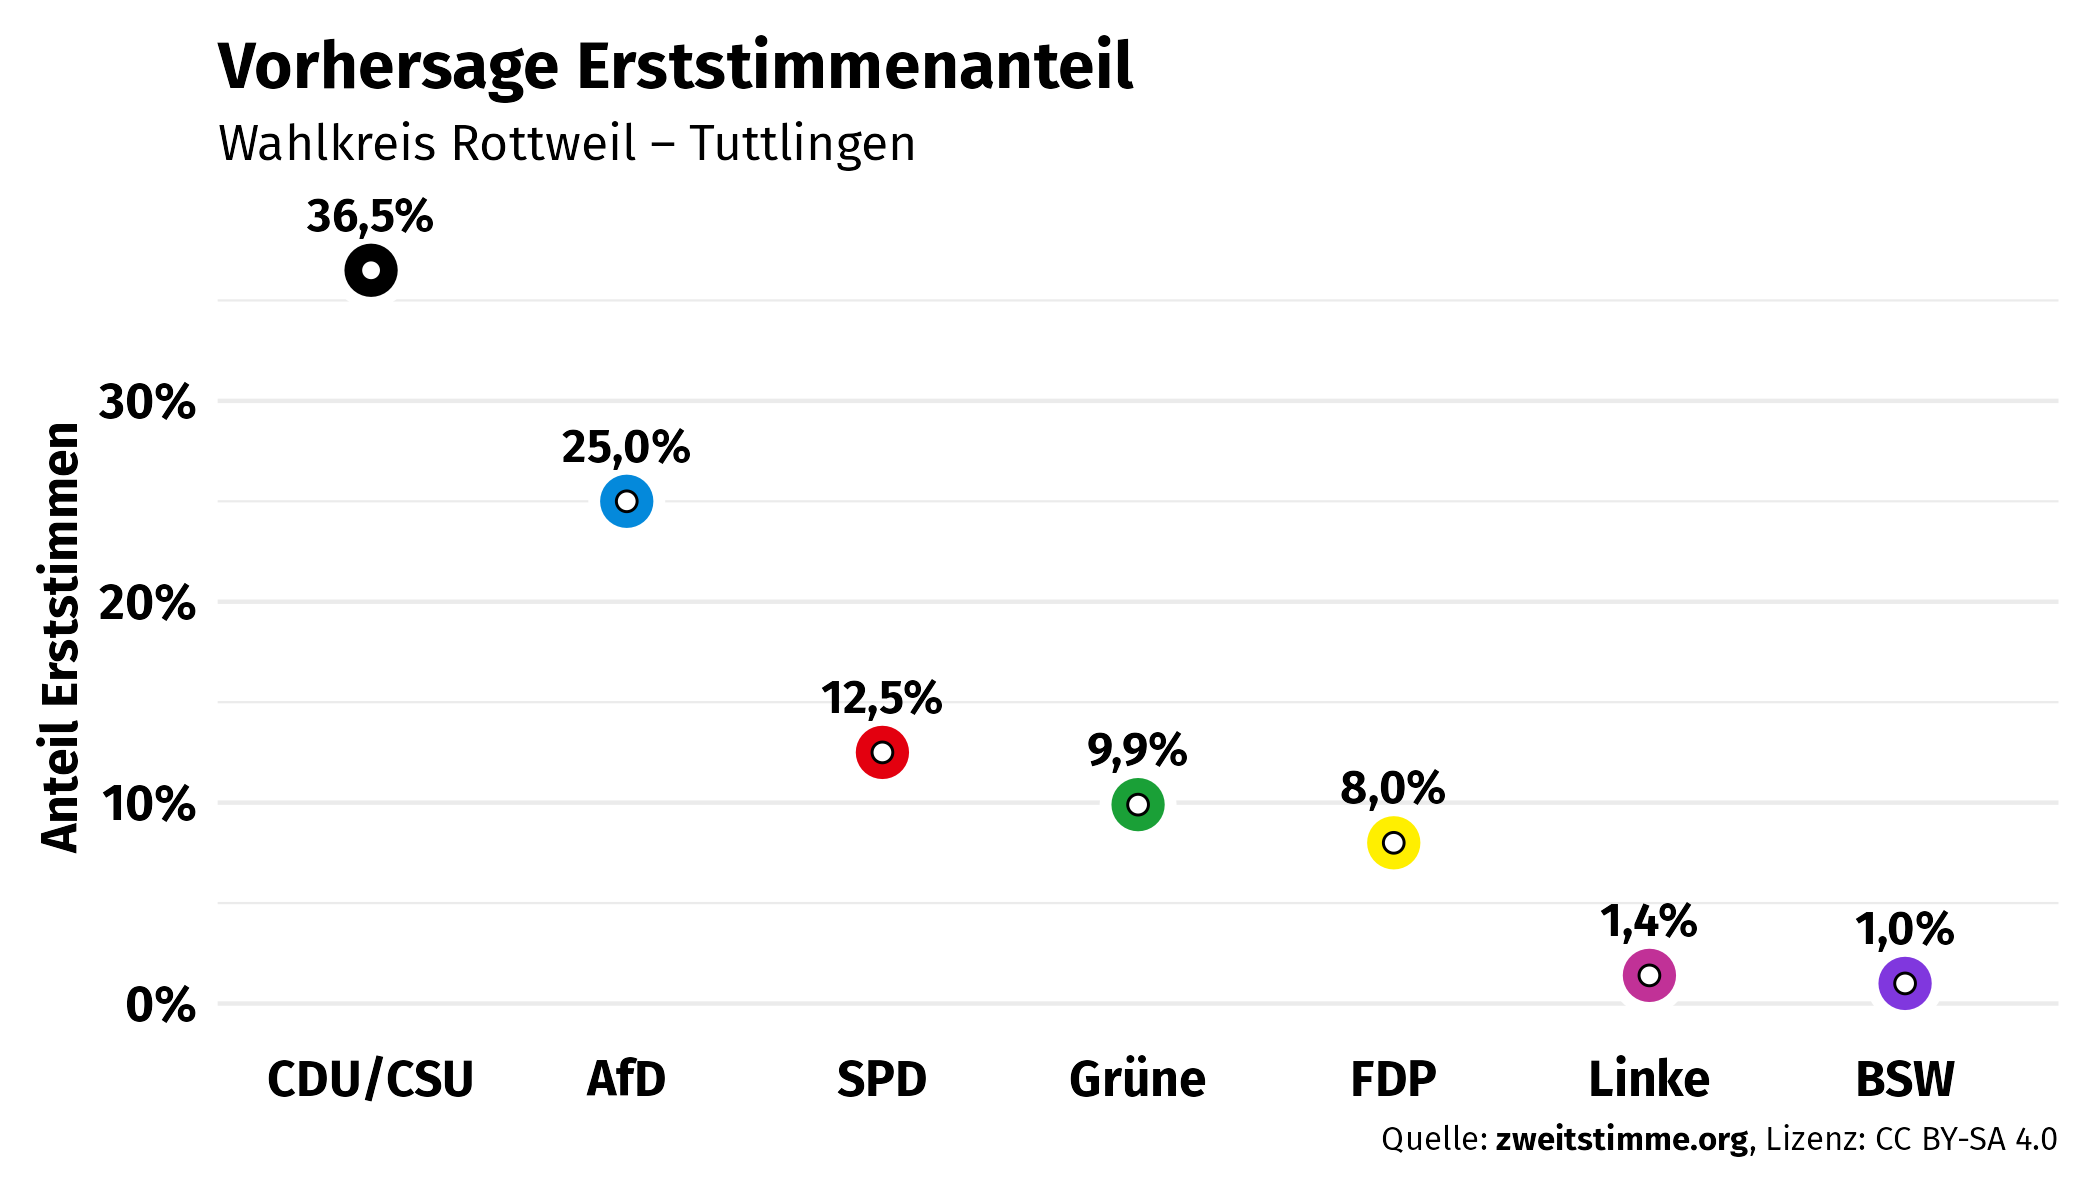 Vorhersage Erststimmenanteil
Wahlkreis Rottweil – Tuttlingen
36,5%
30%
25,0%
20%
12,5%
9,9%
8,0%
10%
1,4%
1,0%
0%
Anteil Erststimmen
CDU/CSU AfD SPD Grüne FDP Linke BSW
Quelle: zweitstimme.org, Lizenz: CC BY-SA 4.0